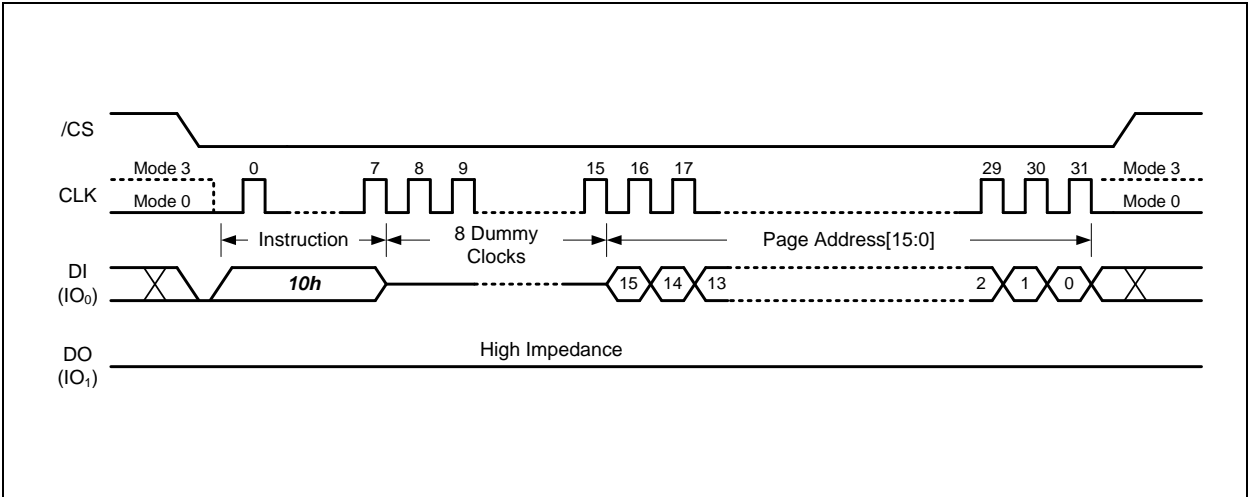 /CS
Mode 3 0 7 8 9 15 16 17 29 30 31 Mode 3
CLK
Mode 0 Mode 0
Instruction 8 Dummy Clocks Page Address[15:0]
DI (IO₀) 10h 15 14 13 2 1 0
High Impedance
DO (IO₁)